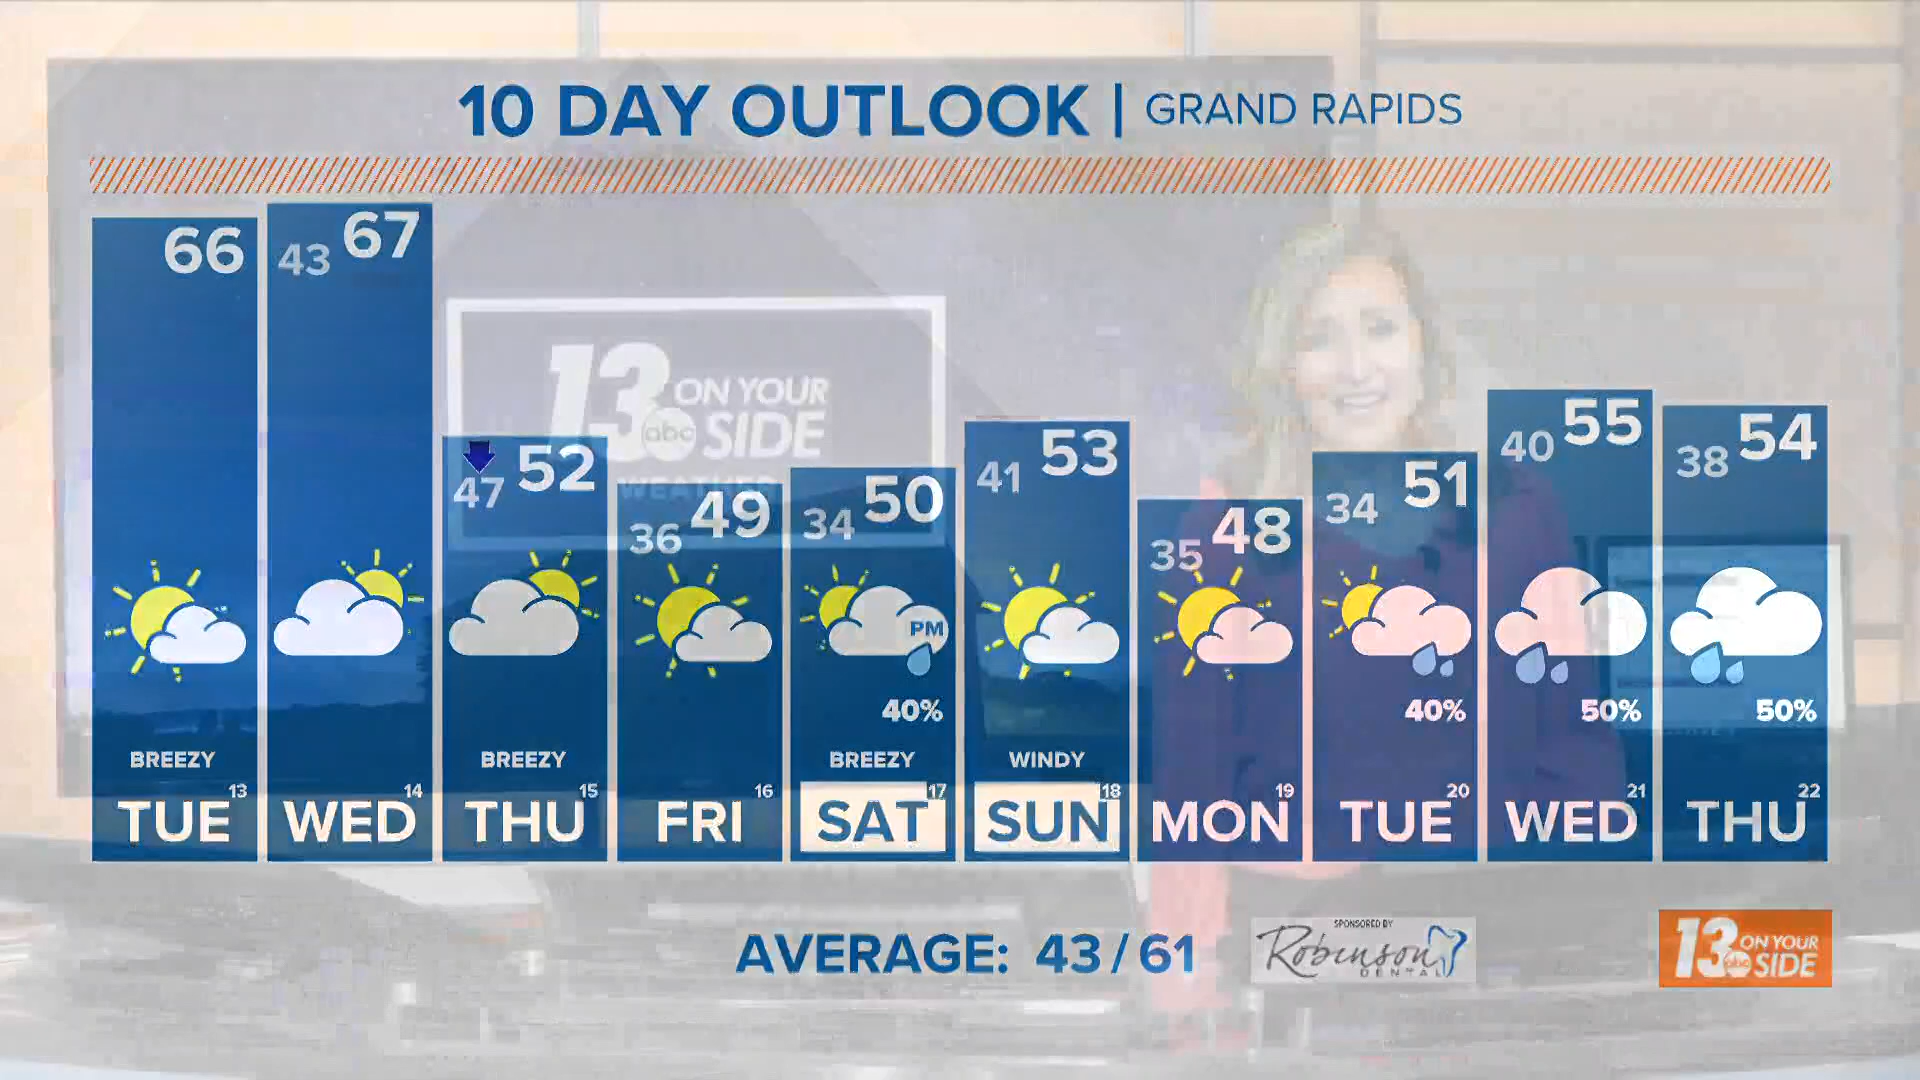 10 DAY OUTLOOK | GRAND RAPIDS
66
43 67
47 52
36 49
34 50
41 53
35 48
34 51
40 55
38 54
13 abc ON YOUR SIDE
WEATHER
PM
40% 40% 50% 50%
BREEZY BREEZY BREEZY WINDY
TUE 13
WED 14
THU 15
FRI 16
SAT 17
SUN 18
MON 19
TUE 20
WED 21
THU 22
AVERAGE: 43 / 61
SPONSORED BY
Robinson
DENTAL
13 abc ON YOUR SIDE